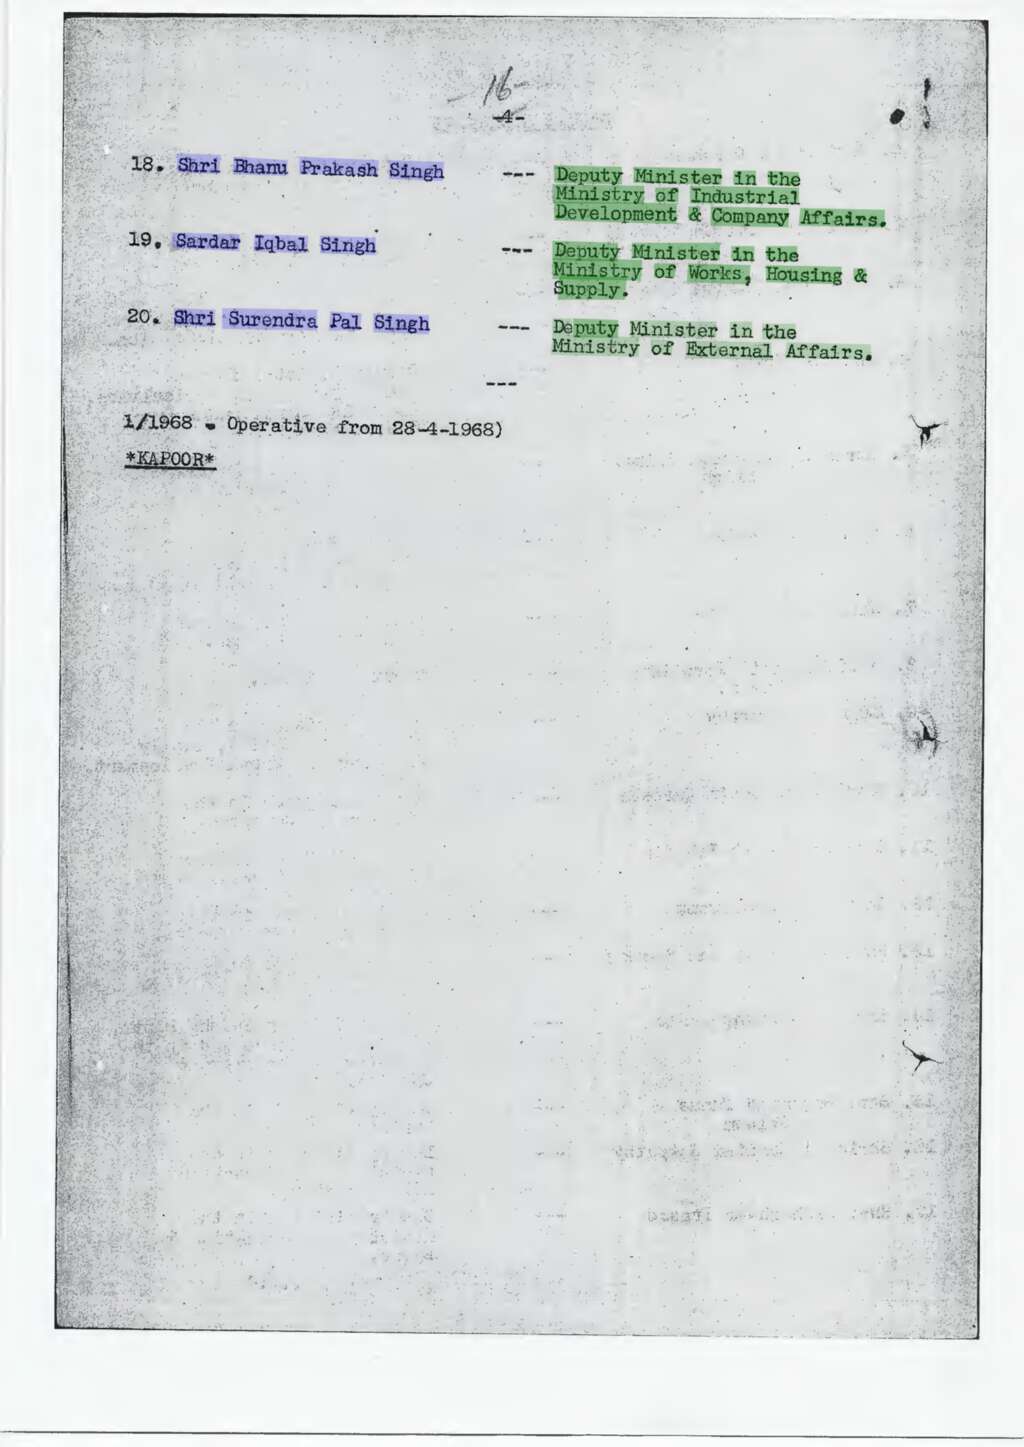 -16-
-4-
18. Shri Bhanu Prakash Singh --- Deputy Minister in the
Ministry of Industrial
Development & Company Affairs.
19. Sardar Iqbal Singh --- Deputy Minister in the
Ministry of Works, Housing &
Supply.
20. Shri Surendra Pal Singh --- Deputy Minister in the
Ministry of External Affairs.
---
1/1968 . Operative from 28-4-1968)
*KAPOOR*